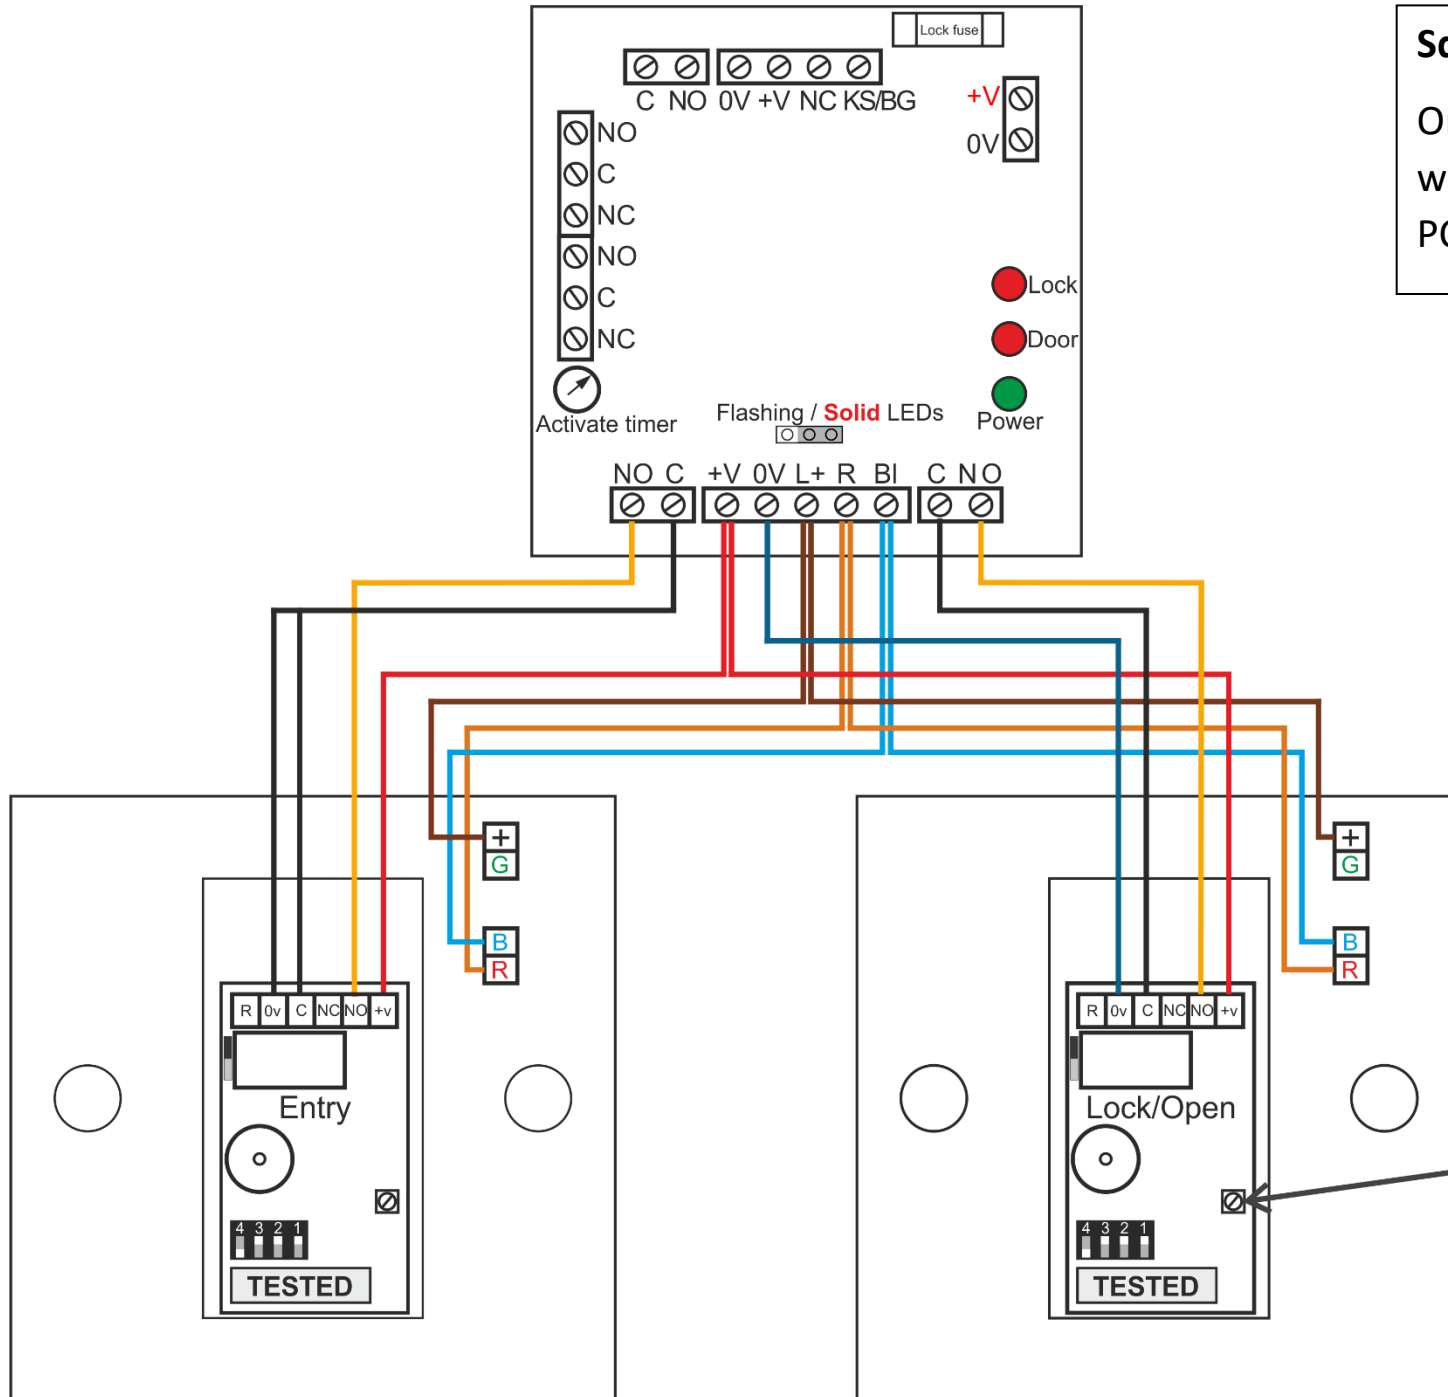 Lock fuse
C NO 0V +V NC KS/BG
+V
0V
NO
C
NC
NO
C
NC
Lock
Door
Power
Activate timer
Flashing / Solid LEDs
NO C +V 0V L+ R BI C NO
+
G
B
R
R 0v C NC NO +v
Entry
4 3 2 1
TESTED
+
G
B
R
R 0v C NC NO +v
Lock/Open
4 3 2 1
TESTED